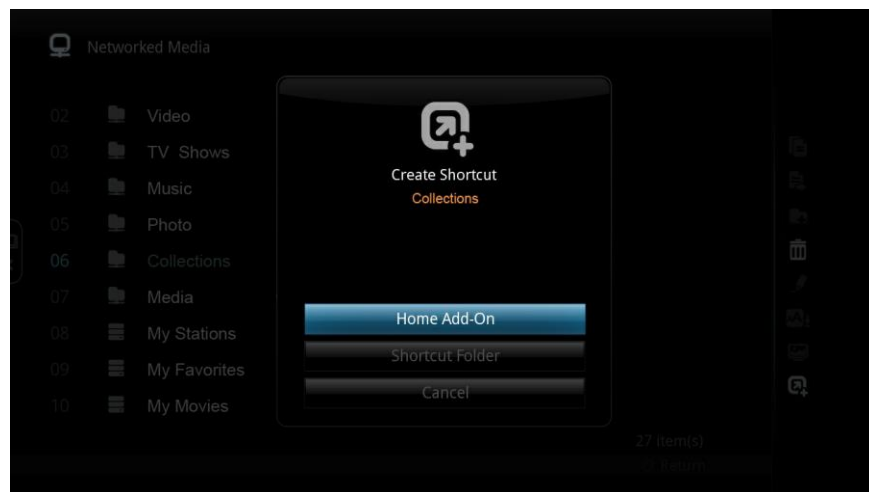 Networked Media
02 Video
03 TV Shows
04 Music
05 Photo
06 Collections
07 Media
08 My Stations
09 My Favorites
10 My Movies
Create Shortcut
Collections
Home Add-On
Shortcut Folder
Cancel
27 item(s)
Return